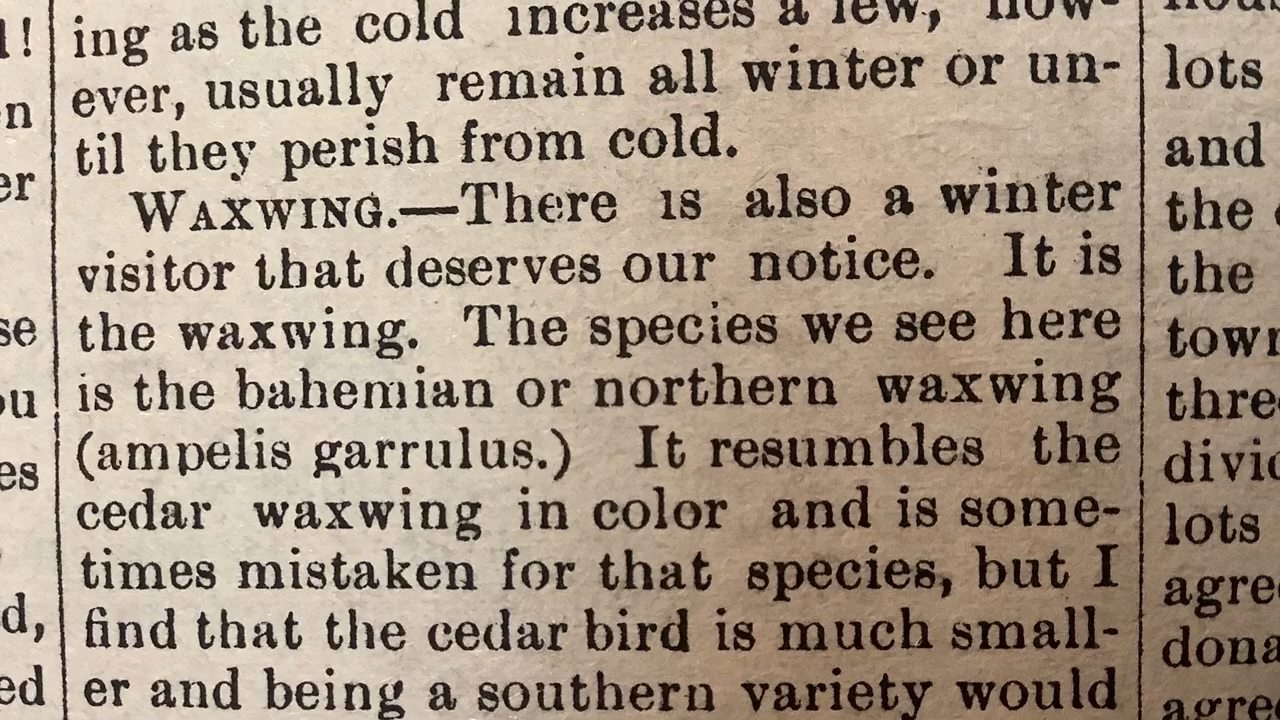 ing as the cold increases a few, how-
ever, usually remain all winter or un-
til they perish from cold.
WAXWING.—There is also a winter
visitor that deserves our notice. It is
the waxwing. The species we see here
is the bahemian or northern waxwing
(ampelis garrulus.) It resumbles the
cedar waxwing in color and is some-
times mistaken for that species, but I
find that the cedar bird is much small-
er and being a southern variety would
lots
and
the
the
lots